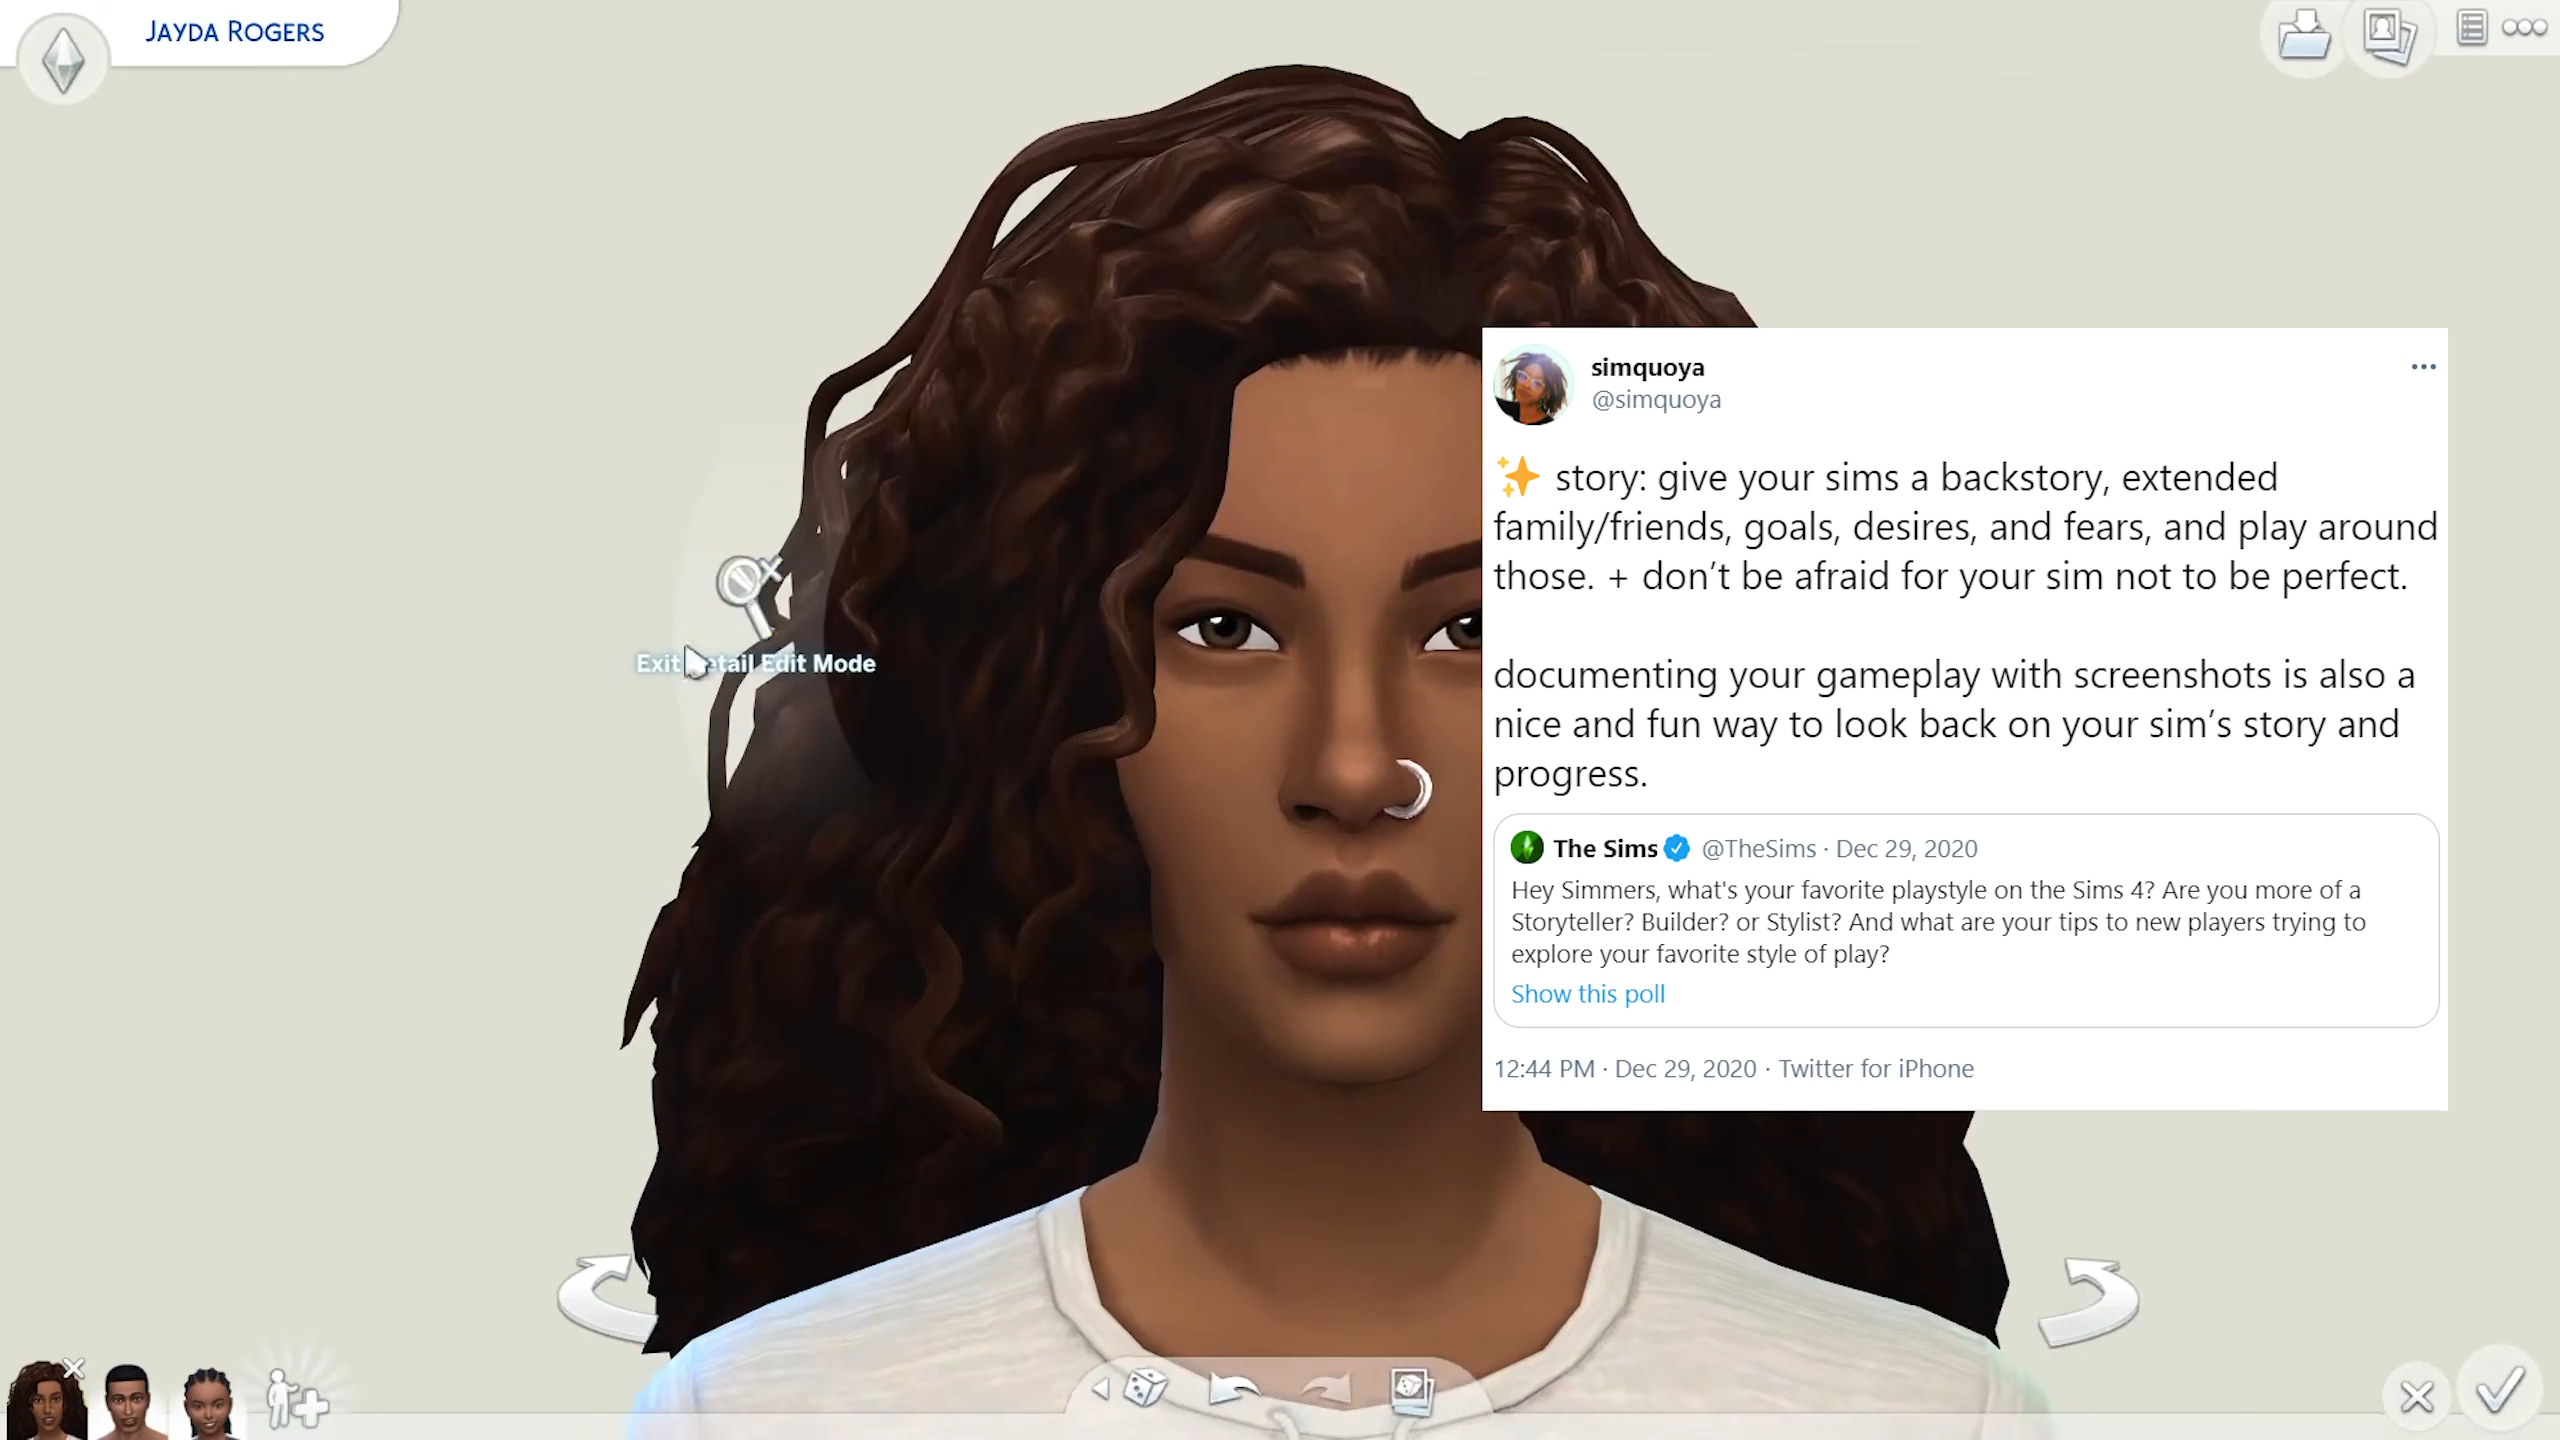 JAYDA ROGERS
simquoya
@simquoya
✨ story: give your sims a backstory, extended
family/friends, goals, desires, and fears, and play around
those. + don’t be afraid for your sim not to be perfect.
documenting your gameplay with screenshots is also a
nice and fun way to look back on your sim’s story and
progress.
The Sims @TheSims · Dec 29, 2020
Hey Simmers, what's your favorite playstyle on the Sims 4? Are you more of a
Storyteller? Builder? or Stylist? And what are your tips to new players trying to
explore your favorite style of play?
Show this poll
12:44 PM · Dec 29, 2020 · Twitter for iPhone
Exit Detail Edit Mode